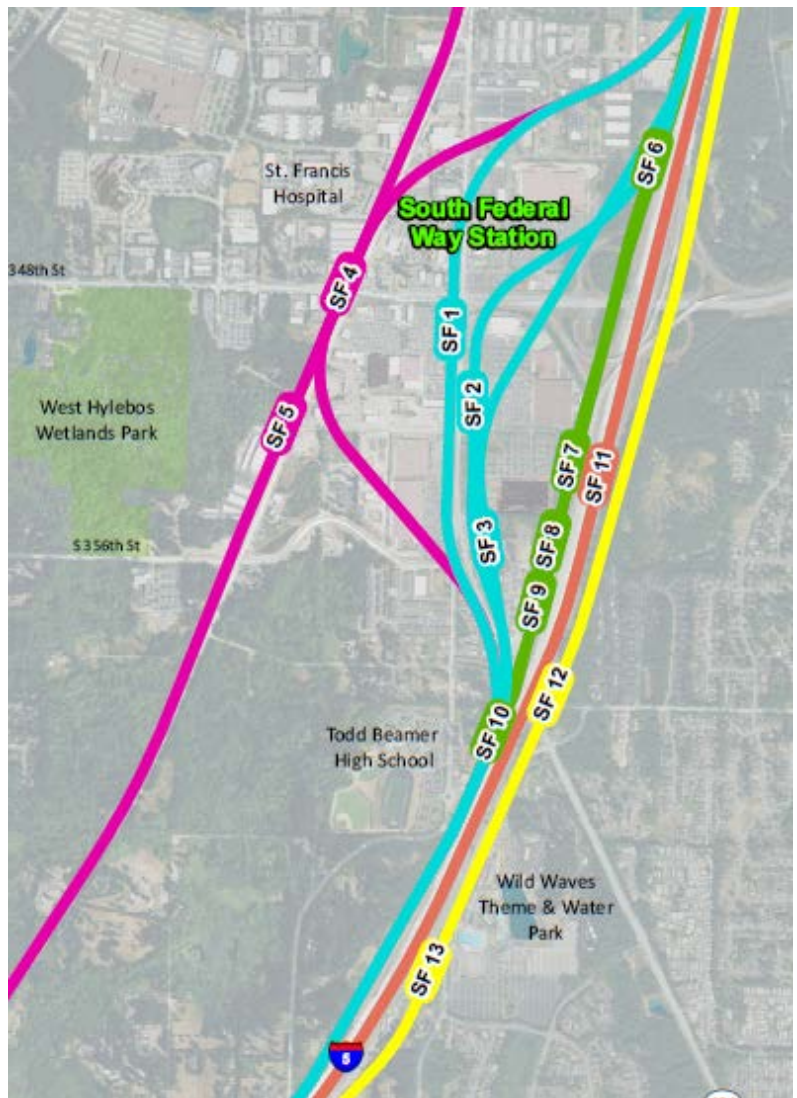 SF 6
St. Francis
Hospital
South Federal
Way Station
348th St
SF 4
SF 1
SF 2
West Hylebos
Wetlands Park
SF 5
SF 7
SF 11
S 356th St
SF 3
SF 8
SF 9
SF 12
SF 10
Todd Beamer
High School
Wild Waves
Theme & Water
Park
SF 13
5